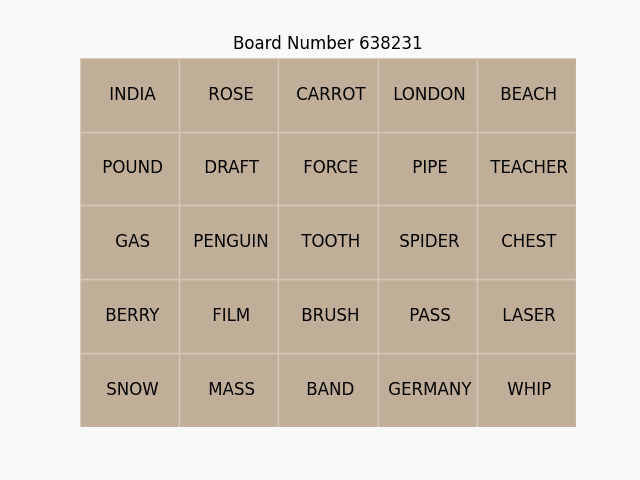 Board Number 638231
INDIA ROSE CARROT LONDON BEACH
POUND DRAFT FORCE PIPE TEACHER
GAS PENGUIN TOOTH SPIDER CHEST
BERRY FILM BRUSH PASS LASER
SNOW MASS BAND GERMANY WHIP